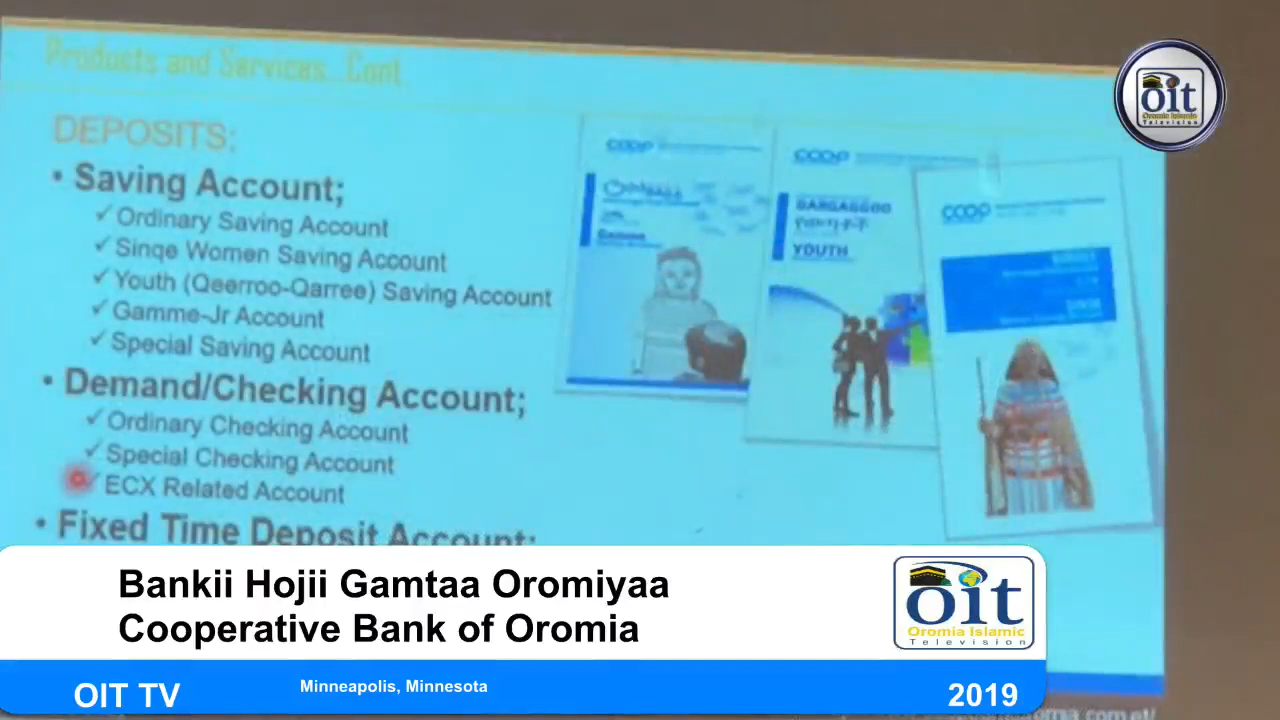 Products and Services...Cont
DEPOSITS;
• Saving Account;
✓ Ordinary Saving Account
✓ Sinqe Women Saving Account
✓ Youth (Qeerroo-Qarree) Saving Account
✓ Gamme-Jr Account
✓ Special Saving Account
• Demand/Checking Account;
✓ Ordinary Checking Account
✓ Special Checking Account
✓ ECX Related Account
• Fixed Time Deposit Account;
COOP
COOP
DARGAGGOO
የወጣቶች
YOUTH
COOP
oit
Oromia Islamic
Television
Bankii Hojii Gamtaa Oromiyaa
Cooperative Bank of Oromia
oit
Oromia Islamic
Television
OIT TV
Minneapolis, Minnesota
2019